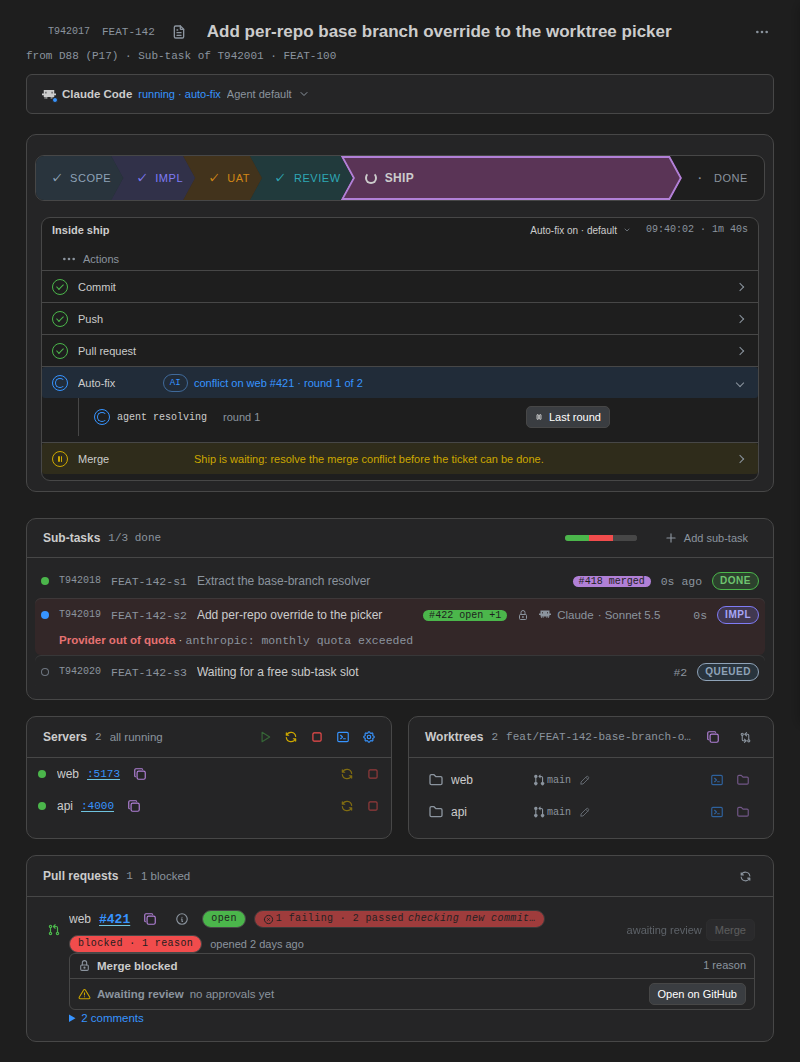 T942017 FEAT-142 Add per-repo base branch override to the worktree picker
from D88 (P17) · Sub-task of T942001 · FEAT-100
Claude Code running · auto-fix Agent default
SCOPE IMPL UAT REVIEW SHIP DONE
Inside ship Auto-fix on · default 09:40:02 · 1m 40s
Actions
Commit
Push
Pull request
Auto-fix AI conflict on web #421 · round 1 of 2
agent resolving round 1 Last round
Merge Ship is waiting: resolve the merge conflict before the ticket can be done.
Sub-tasks 1/3 done Add sub-task
T942018 FEAT-142-s1 Extract the base-branch resolver #418 merged 0s ago DONE
T942019 FEAT-142-s2 Add per-repo override to the picker #422 open +1 Claude · Sonnet 5.5 0s IMPL
Provider out of quota · anthropic: monthly quota exceeded
T942020 FEAT-142-s3 Waiting for a free sub-task slot #2 QUEUED
Servers 2 all running
web :5173
api :4000
Worktrees 2 feat/FEAT-142-base-branch-o…
web main
api main
Pull requests 1 1 blocked
web #421 open 1 failing · 2 passed checking new commit…
blocked · 1 reason opened 2 days ago
awaiting review Merge
Merge blocked 1 reason
Awaiting review no approvals yet Open on GitHub
2 comments